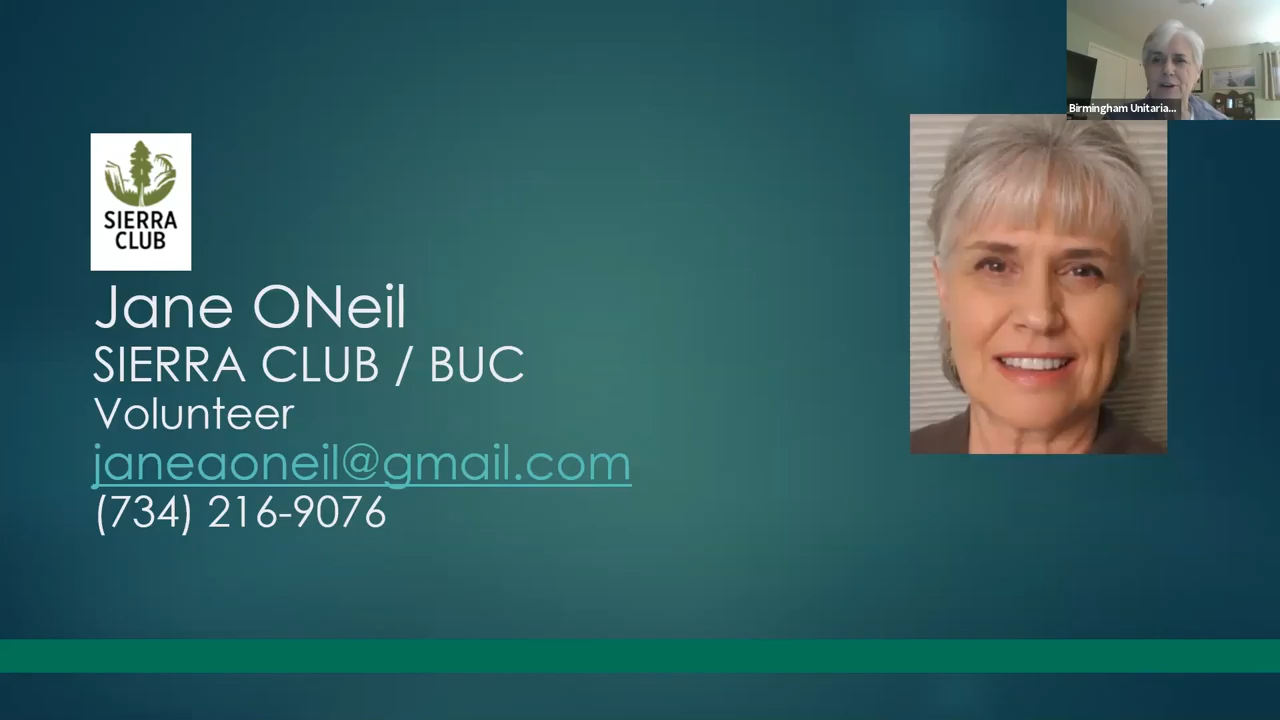 Birmingham Unitaria...
SIERRA
CLUB
Jane ONeil
SIERRA CLUB / BUC
Volunteer
janeaoneil@gmail.com
(734) 216-9076